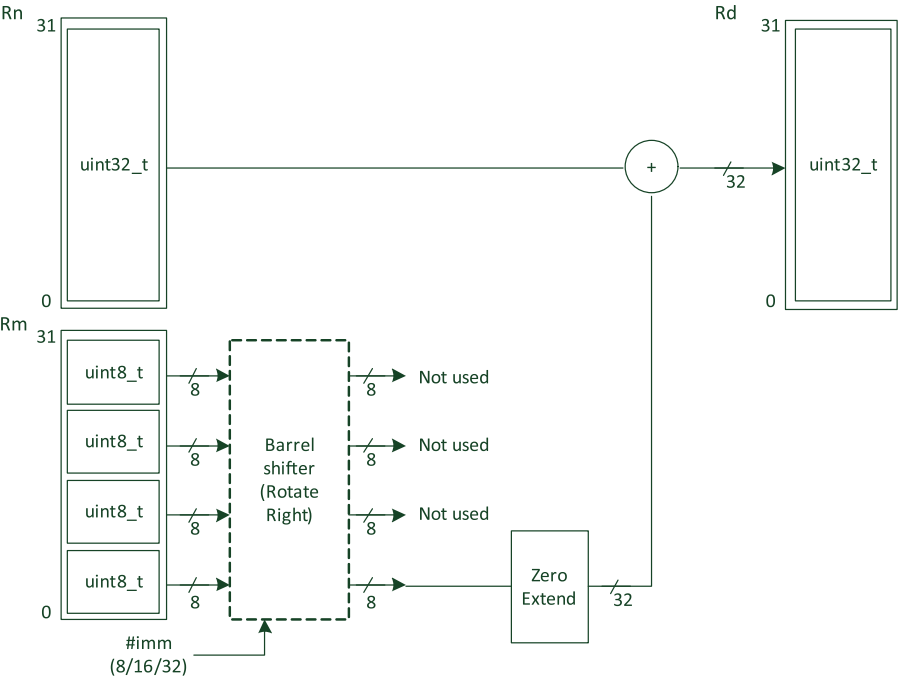 Rn
31
uint32_t
0
Rd
31
+
32
uint32_t
0
Rm
31
uint8_t
8
8
Not used
uint8_t
8
8
Not used
uint8_t
8
8
Not used
uint8_t
8
8
0
Barrel
shifter
(Rotate
Right)
Zero
Extend
32
#imm
(8/16/32)